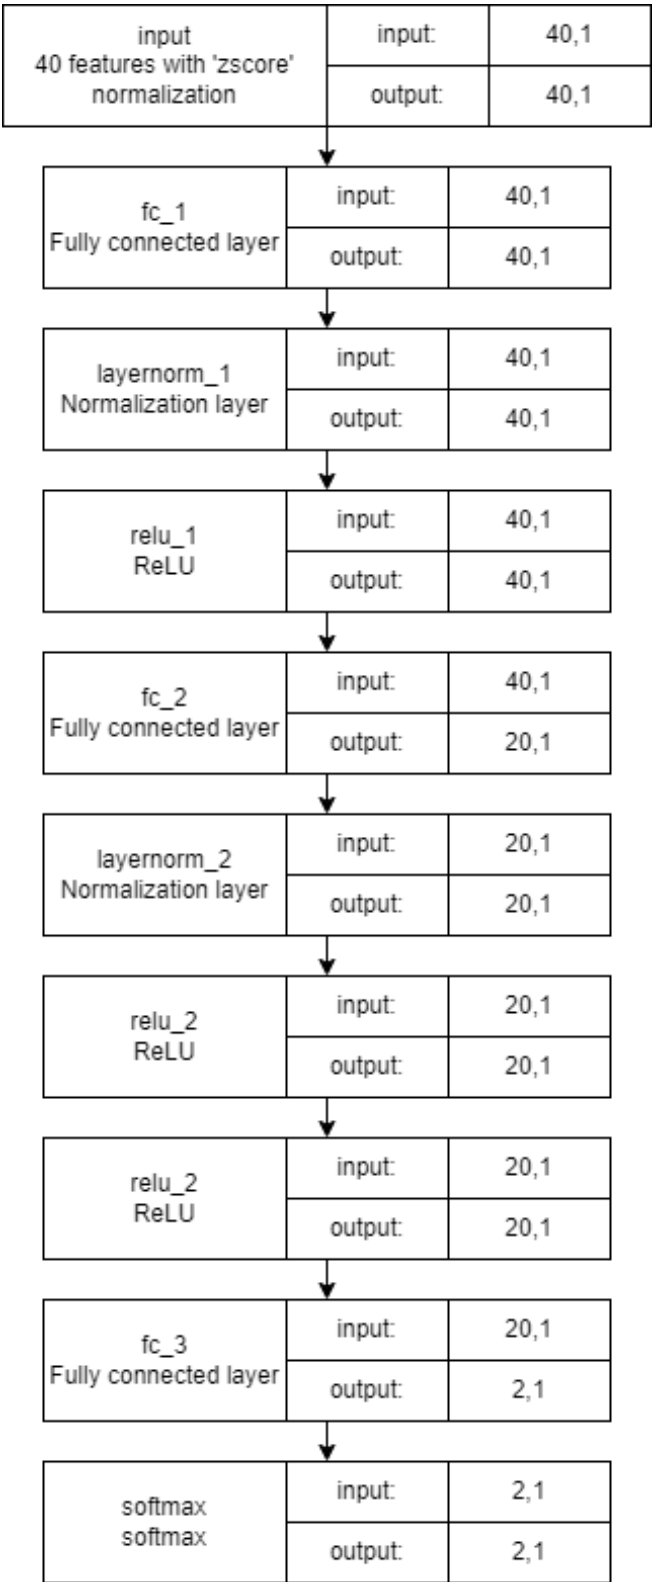 input
40 features with 'zscore'
normalization
input:
40,1
output:
40,1
fc_1
Fully connected layer
input:
40,1
output:
40,1
layernorm_1
Normalization layer
input:
40,1
output:
40,1
relu_1
ReLU
input:
40,1
output:
40,1
fc_2
Fully connected layer
input:
40,1
output:
20,1
layernorm_2
Normalization layer
input:
20,1
output:
20,1
relu_2
ReLU
input:
20,1
output:
20,1
relu_2
ReLU
input:
20,1
output:
20,1
fc_3
Fully connected layer
input:
20,1
output:
2,1
softmax
softmax
input:
2,1
output:
2,1